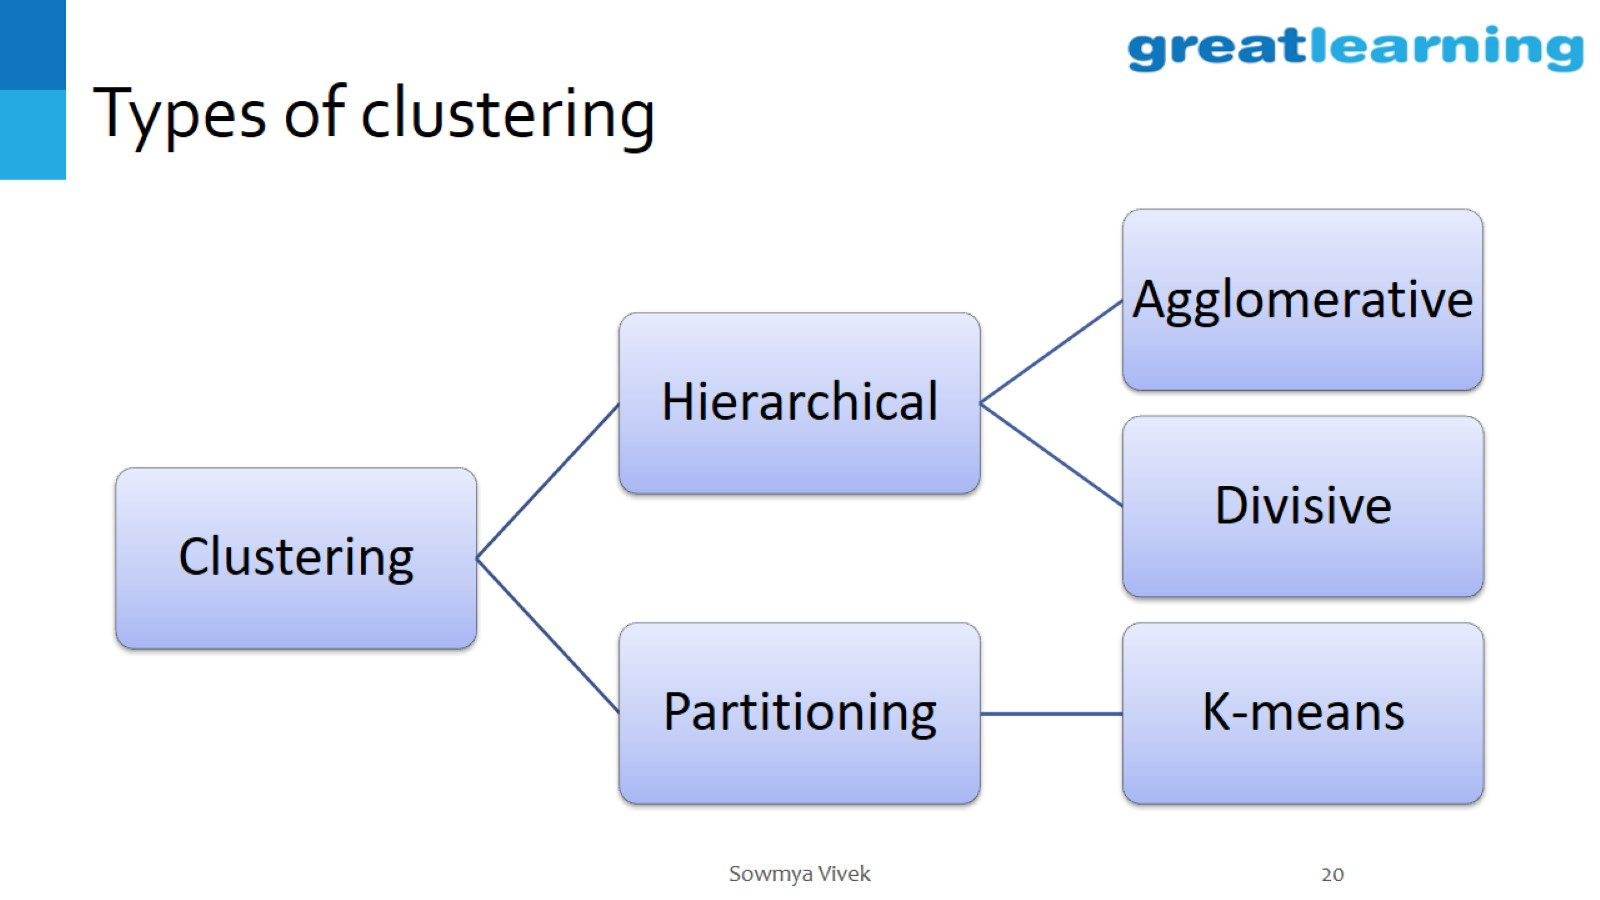 greatlearning
Types of clustering
Clustering
Hierarchical
Partitioning
Agglomerative
Divisive
K-means
Sowmya Vivek
20